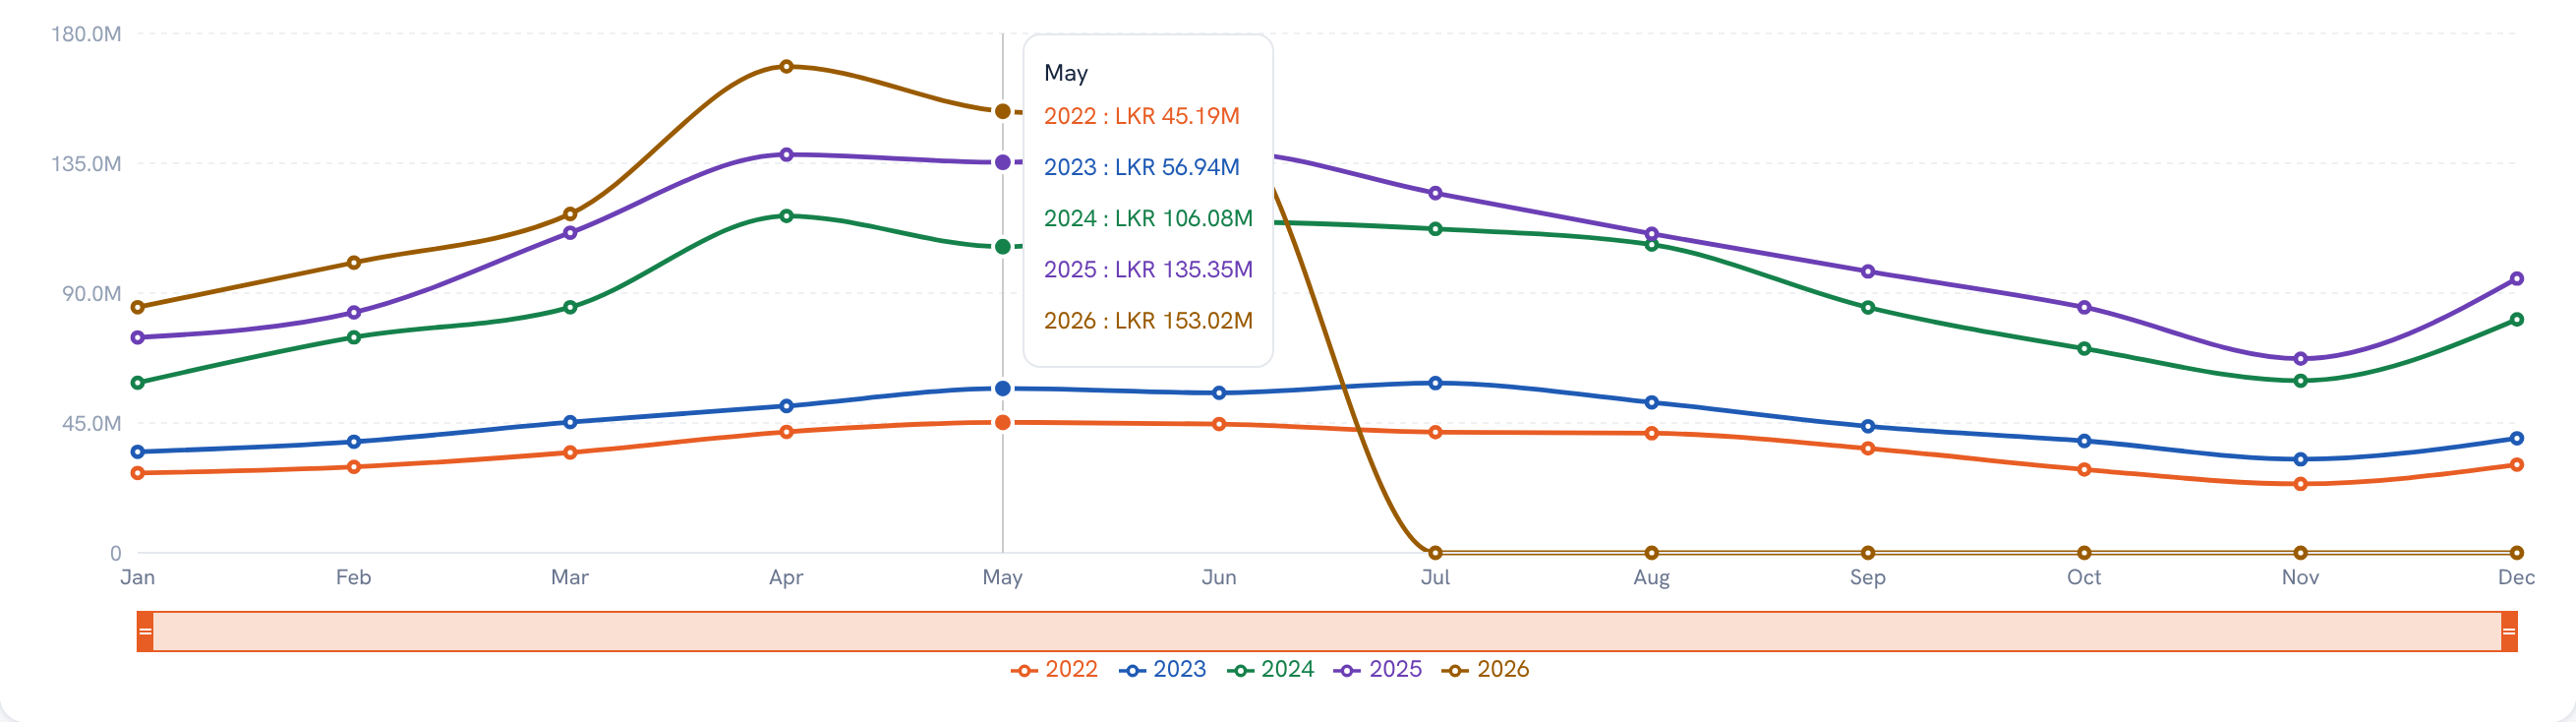 180.0M
135.0M
90.0M
45.0M
0
May
2022 : LKR 45.19M
2023 : LKR 56.94M
2024 : LKR 106.08M
2025 : LKR 135.35M
2026 : LKR 153.02M
Jan Feb Mar Apr May Jun Jul Aug Sep Oct Nov Dec
2022 2023 2024 2025 2026